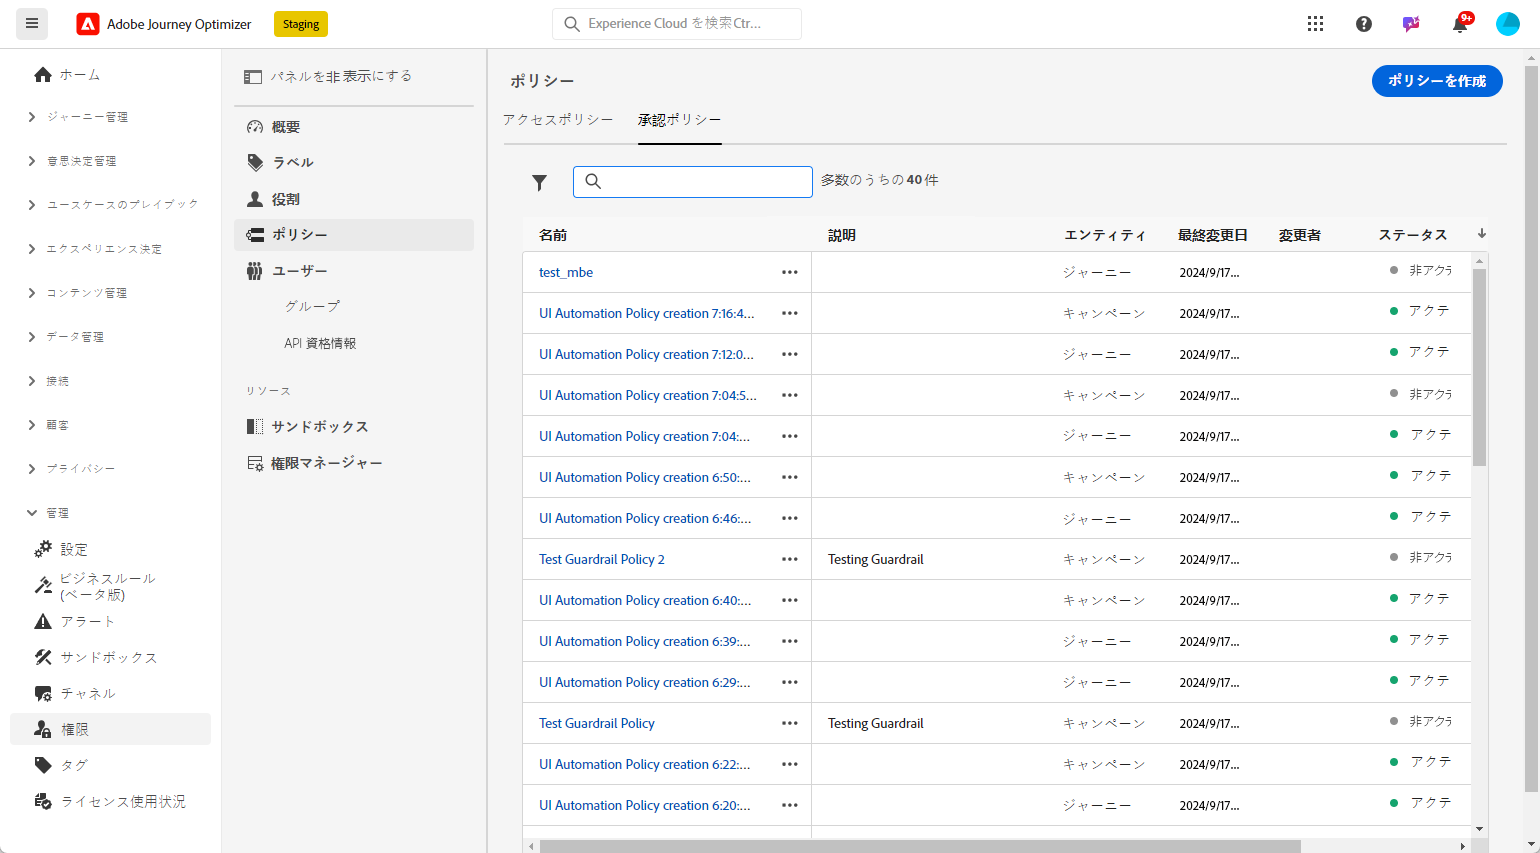 Adobe Journey Optimizer
Staging
Experience Cloud を検索Ctr...
9+
ホーム
ジャーニー管理
意思決定管理
ユースケースのプレイブック
エクスペリエンス決定
コンテンツ管理
データ管理
接続
顧客
プライバシー
管理
設定
ビジネスルール
(ベータ版)
アラート
サンドボックス
チャネル
権限
タグ
ライセンス使用状況
パネルを非表示にする
概要
ラベル
役割
ポリシー
ユーザー
グループ
API 資格情報
リソース
サンドボックス
権限マネージャー
ポリシー
ポリシーを作成
アクセスポリシー 承認ポリシー
多数のうちの 40 件
名前 説明 エンティティ 最終変更日 変更者 ステータス
test_mbe ジャーニー 2024/9/17... 非アクテ
UI Automation Policy creation 7:16:4... キャンペーン 2024/9/17... アクテ
UI Automation Policy creation 7:12:0... ジャーニー 2024/9/17... アクテ
UI Automation Policy creation 7:04:5... キャンペーン 2024/9/17... 非アクテ
UI Automation Policy creation 7:04:... ジャーニー 2024/9/17... アクテ
UI Automation Policy creation 6:50:... キャンペーン 2024/9/17... アクテ
UI Automation Policy creation 6:46:... ジャーニー 2024/9/17... アクテ
Test Guardrail Policy 2 Testing Guardrail キャンペーン 2024/9/17... 非アクテ
UI Automation Policy creation 6:40:... キャンペーン 2024/9/17... アクテ
UI Automation Policy creation 6:39:... ジャーニー 2024/9/17... アクテ
UI Automation Policy creation 6:29:... ジャーニー 2024/9/17... アクテ
Test Guardrail Policy Testing Guardrail キャンペーン 2024/9/17... 非アクテ
UI Automation Policy creation 6:22:... キャンペーン 2024/9/17... アクテ
UI Automation Policy creation 6:20:... ジャーニー 2024/9/17... アクテ